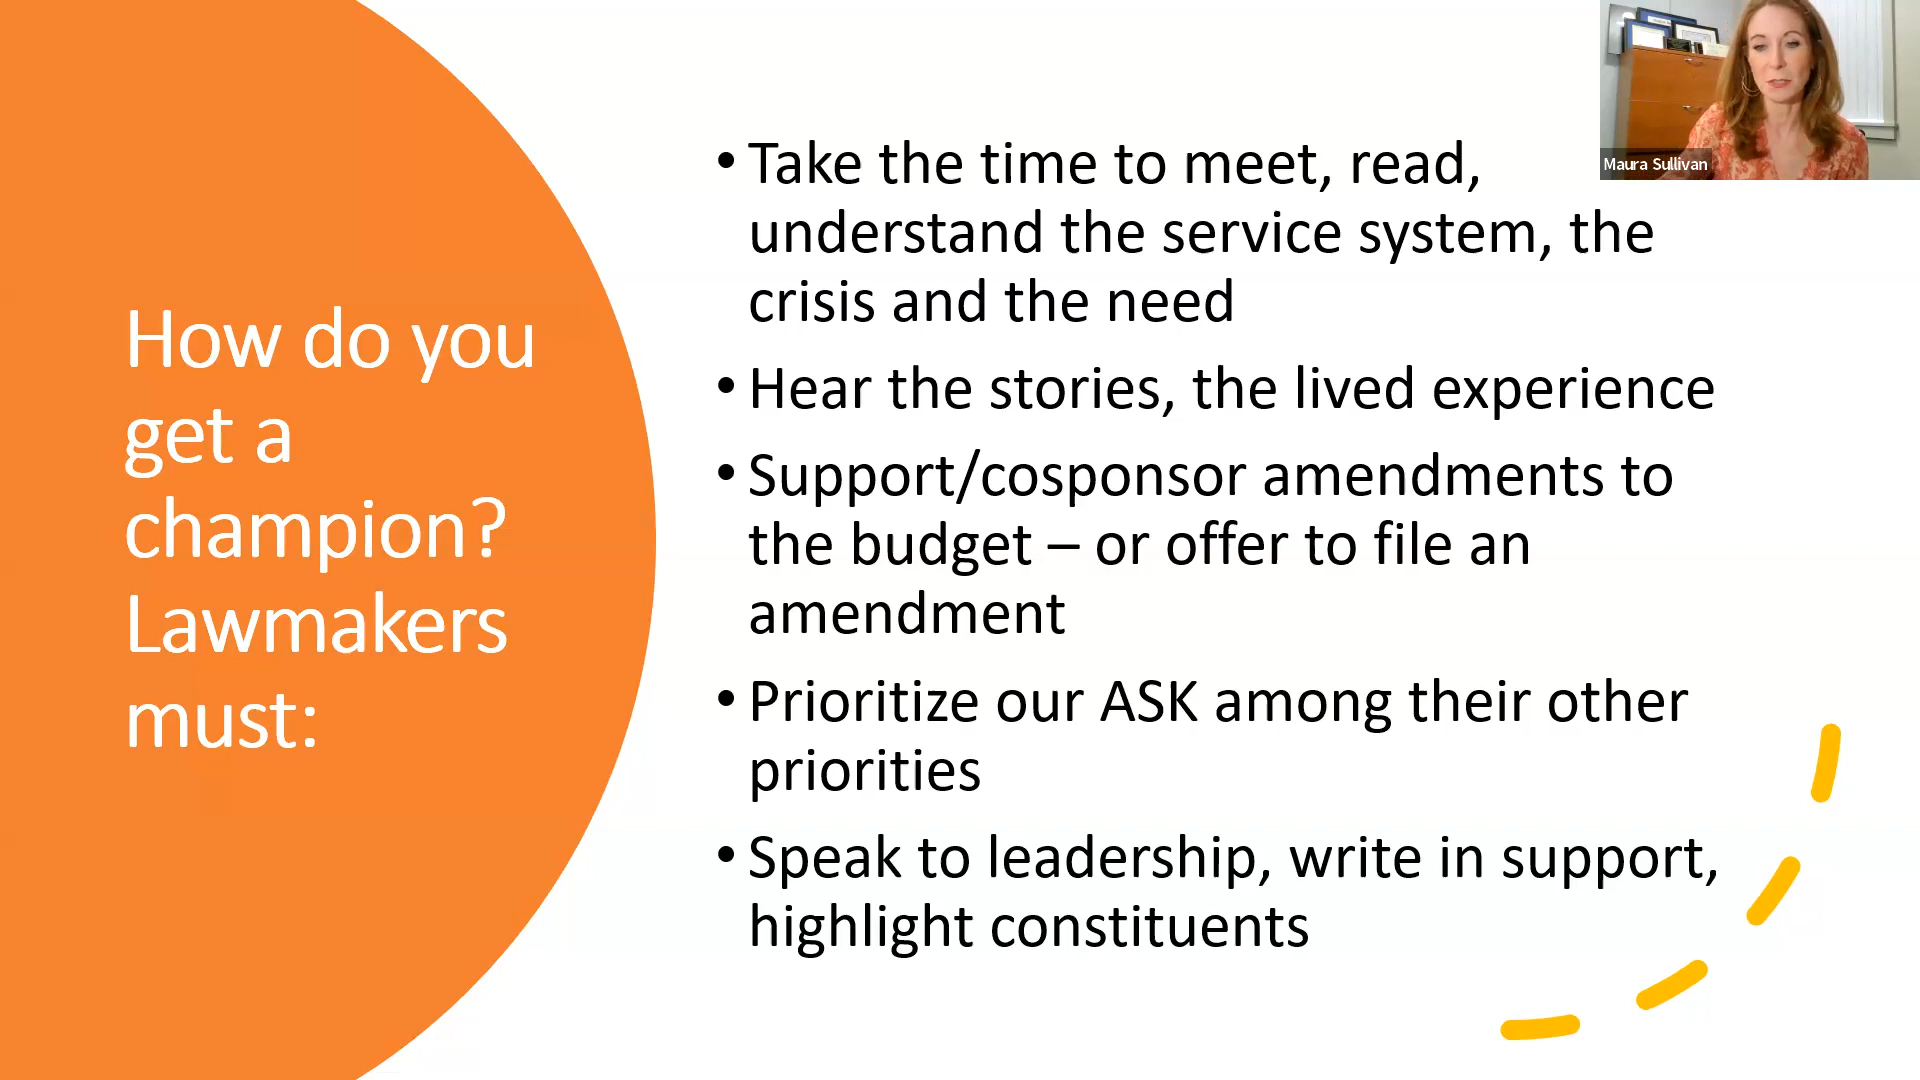 How do you
get a
champion?
Lawmakers
must:
• Take the time to meet, read,
understand the service system, the
crisis and the need
• Hear the stories, the lived experience
• Support/cosponsor amendments to
the budget – or offer to file an
amendment
• Prioritize our ASK among their other
priorities
• Speak to leadership, write in support,
highlight constituents
Maura Sullivan